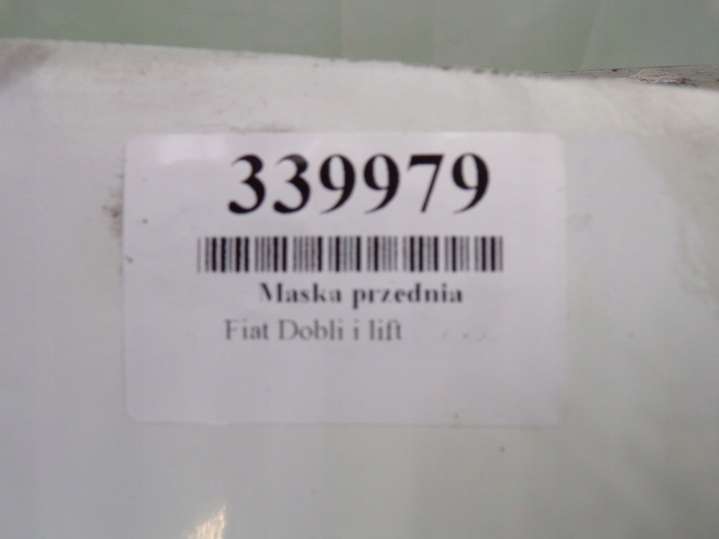 339979
Maska przednia
Fiat Dobli i lift